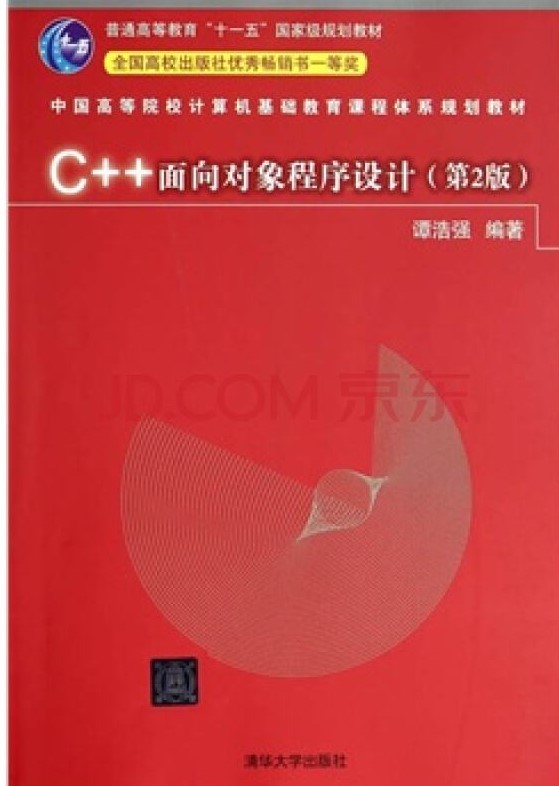 普通高等教育“十一五”国家级规划教材
十一五
全国高校出版社优秀畅销书一等奖
中国高等院校计算机基础教育课程体系规划教材
C++面向对象程序设计（第2版）
谭浩强 编著
JD.COM 京东
清华大学出版社